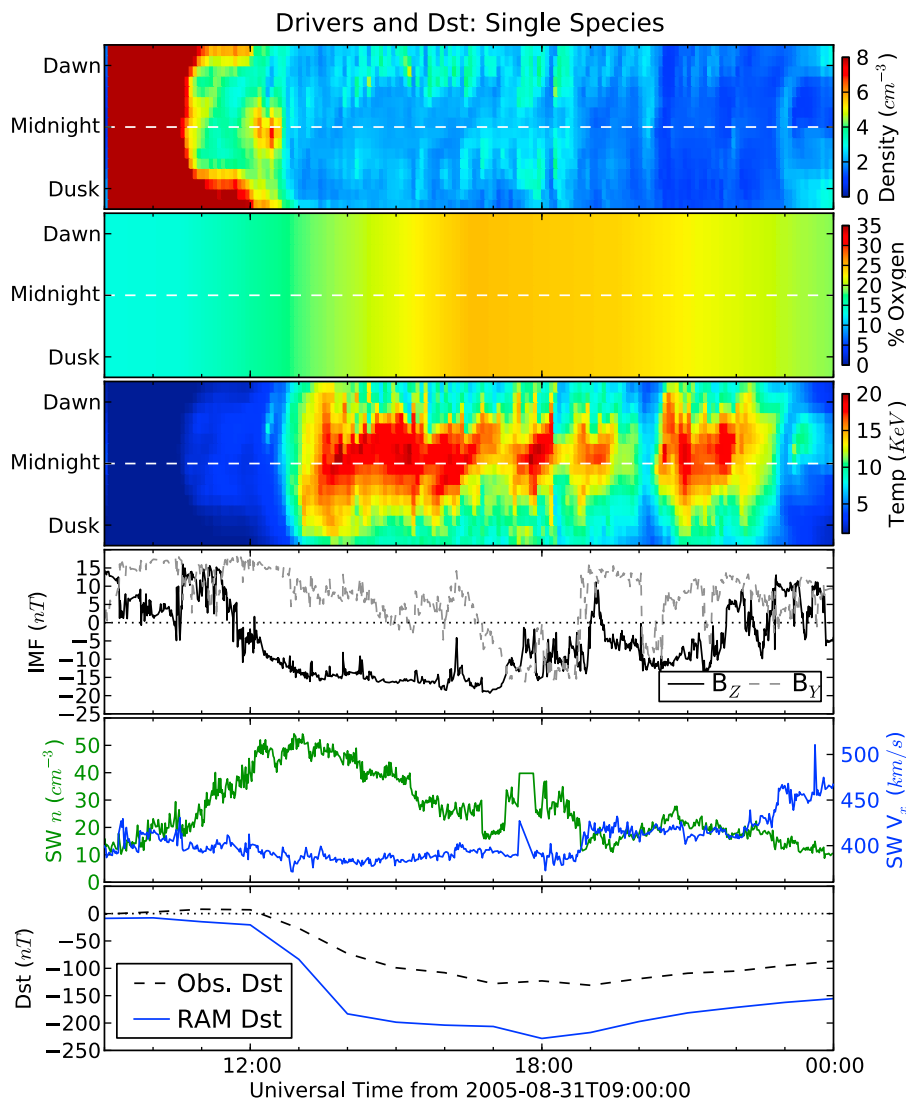 Drivers and Dst: Single Species
Dawn
Midnight
Dusk
8
6
4
2
0
Density (cm⁻³)
Dawn
Midnight
Dusk
35
30
25
20
15
10
5
0
% Oxygen
Dawn
Midnight
Dusk
20
15
10
5
Temp (KeV)
IMF (nT)
15
10
5
0
−5
−10
−15
−20
−25
B_Z B_Y
SW n (cm⁻³)
50
40
30
20
10
0
500
450
400
SW V_x (km/s)
Dst (nT)
0
−50
−100
−150
−200
−250
Obs. Dst
RAM Dst
12:00 18:00 00:00
Universal Time from 2005-08-31T09:00:00